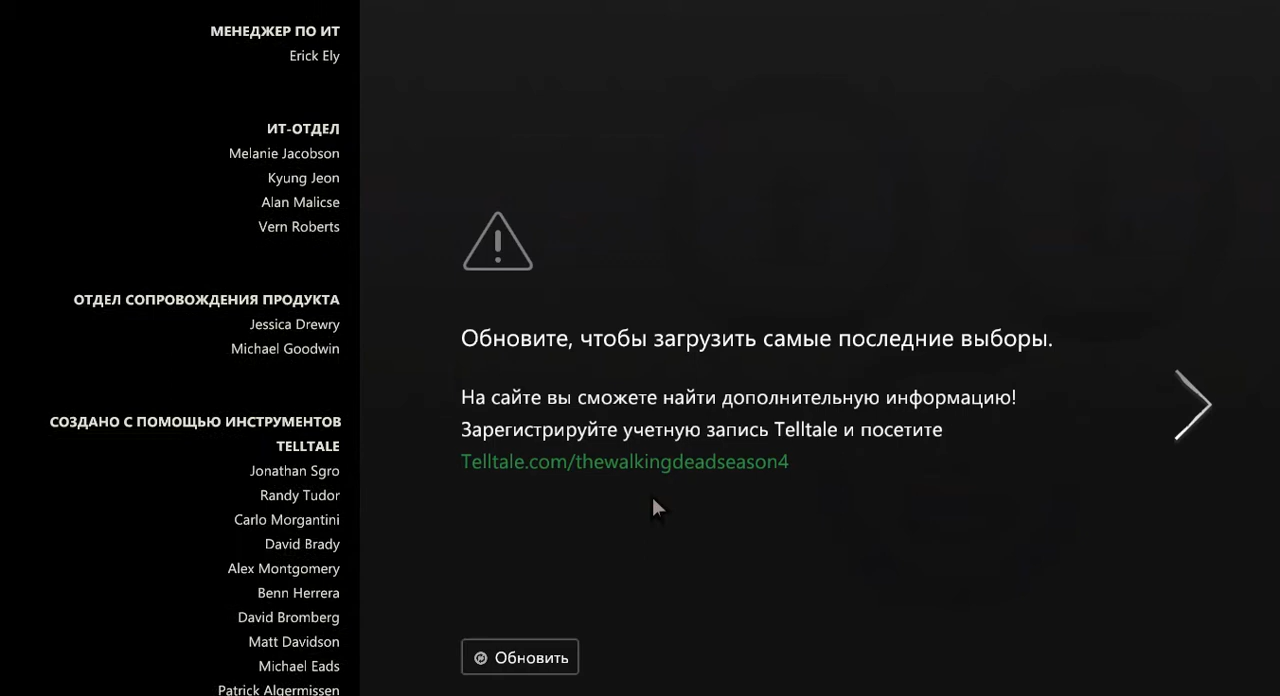 МЕНЕДЖЕР ПО ИТ
Erick Ely
ИТ-ОТДЕЛ
Melanie Jacobson
Kyung Jeon
Alan Malicse
Vern Roberts
ОТДЕЛ СОПРОВОЖДЕНИЯ ПРОДУКТА
Jessica Drewry
Michael Goodwin
СОЗДАНО С ПОМОЩЬЮ ИНСТРУМЕНТОВ
TELLTALE
Jonathan Sgro
Randy Tudor
Carlo Morgantini
David Brady
Alex Montgomery
Benn Herrera
David Bromberg
Matt Davidson
Michael Eads
Patrick Algermissen
Обновите, чтобы загрузить самые последние выборы.
На сайте вы сможете найти дополнительную информацию!
Зарегистрируйте учетную запись Telltale и посетите
Telltale.com/thewalkingdeadseason4
Обновить